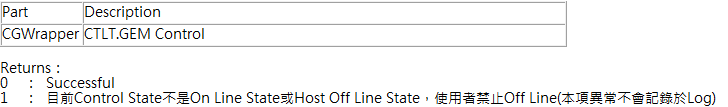 Part Description
CGWrapper CTLT.GEM Control
Returns：
0 ： Successful
1 ： 目前Control State不是On Line State或Host Off Line State，使用者禁止Off Line(本項異常不會記錄於Log)